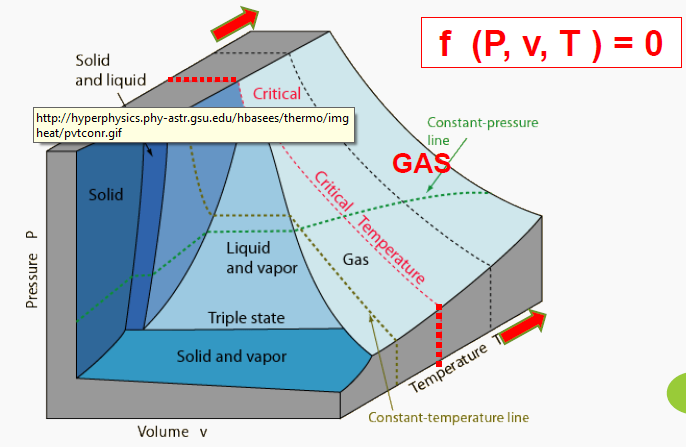 f (P, v, T ) = 0
Solid
and liquid
Critical
http://hyperphysics.phy-astr.gsu.edu/hbasees/thermo/img
heat/pvtconr.gif
Constant-pressure
line
GAS
Solid
Critical Temperature
Liquid
and vapor
Gas
Pressure P
Triple state
Solid and vapor
Temperature T
Constant-temperature line
Volume v